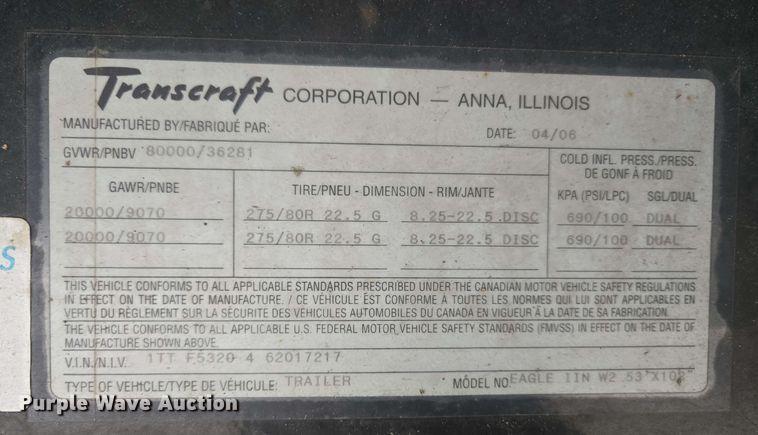 Transcraft CORPORATION — ANNA, ILLINOIS
MANUFACTURED BY/FABRIQUÉ PAR: DATE: 04/06
GVWR/PNBV 80000/36281
COLD INFL. PRESS./PRESS. DE GONF À FROID
GAWR/PNBE TIRE/PNEU - DIMENSION - RIM/JANTE KPA (PSI/LPC) SGL/DUAL
20000/9070 275/80R 22.5 G 8.25-22.5 DISC 690/100 DUAL
20000/9070 275/80R 22.5 G 8.25-22.5 DISC 690/100 DUAL
THIS VEHICLE CONFORMS TO ALL APPLICABLE STANDARDS PRESCRIBED UNDER THE CANADIAN MOTOR VEHICLE SAFETY REGULATIONS
IN EFFECT ON THE DATE OF MANUFACTURE. / CE VÉHICULE EST CONFORME À TOUTES LES NORMES QUI LUI SONT APPLICABLES EN
VERTU DU RÈGLEMENT SUR LA SÉCURITE DES VÉHICULES AUTOMOBILES DU CANADA EN VIGUEUR À LA DATE DE SA FABRICATION.
THE VEHICLE CONFORMS TO ALL APPLICABLE U.S. FEDERAL MOTOR VEHICLE SAFETY STANDARDS (FMVSS) IN EFFECT ON THE DATE OF
MANUFACTURE SHOWN ABOVE.
V.I.N./N.I.V. 1TT F5320 4 62017217
TYPE OF VEHICLE/TYPE DE VÉHICULE: TRAILER MODEL NO. EAGLE IIN W2 53'X102"
S
Purple Wave Auction